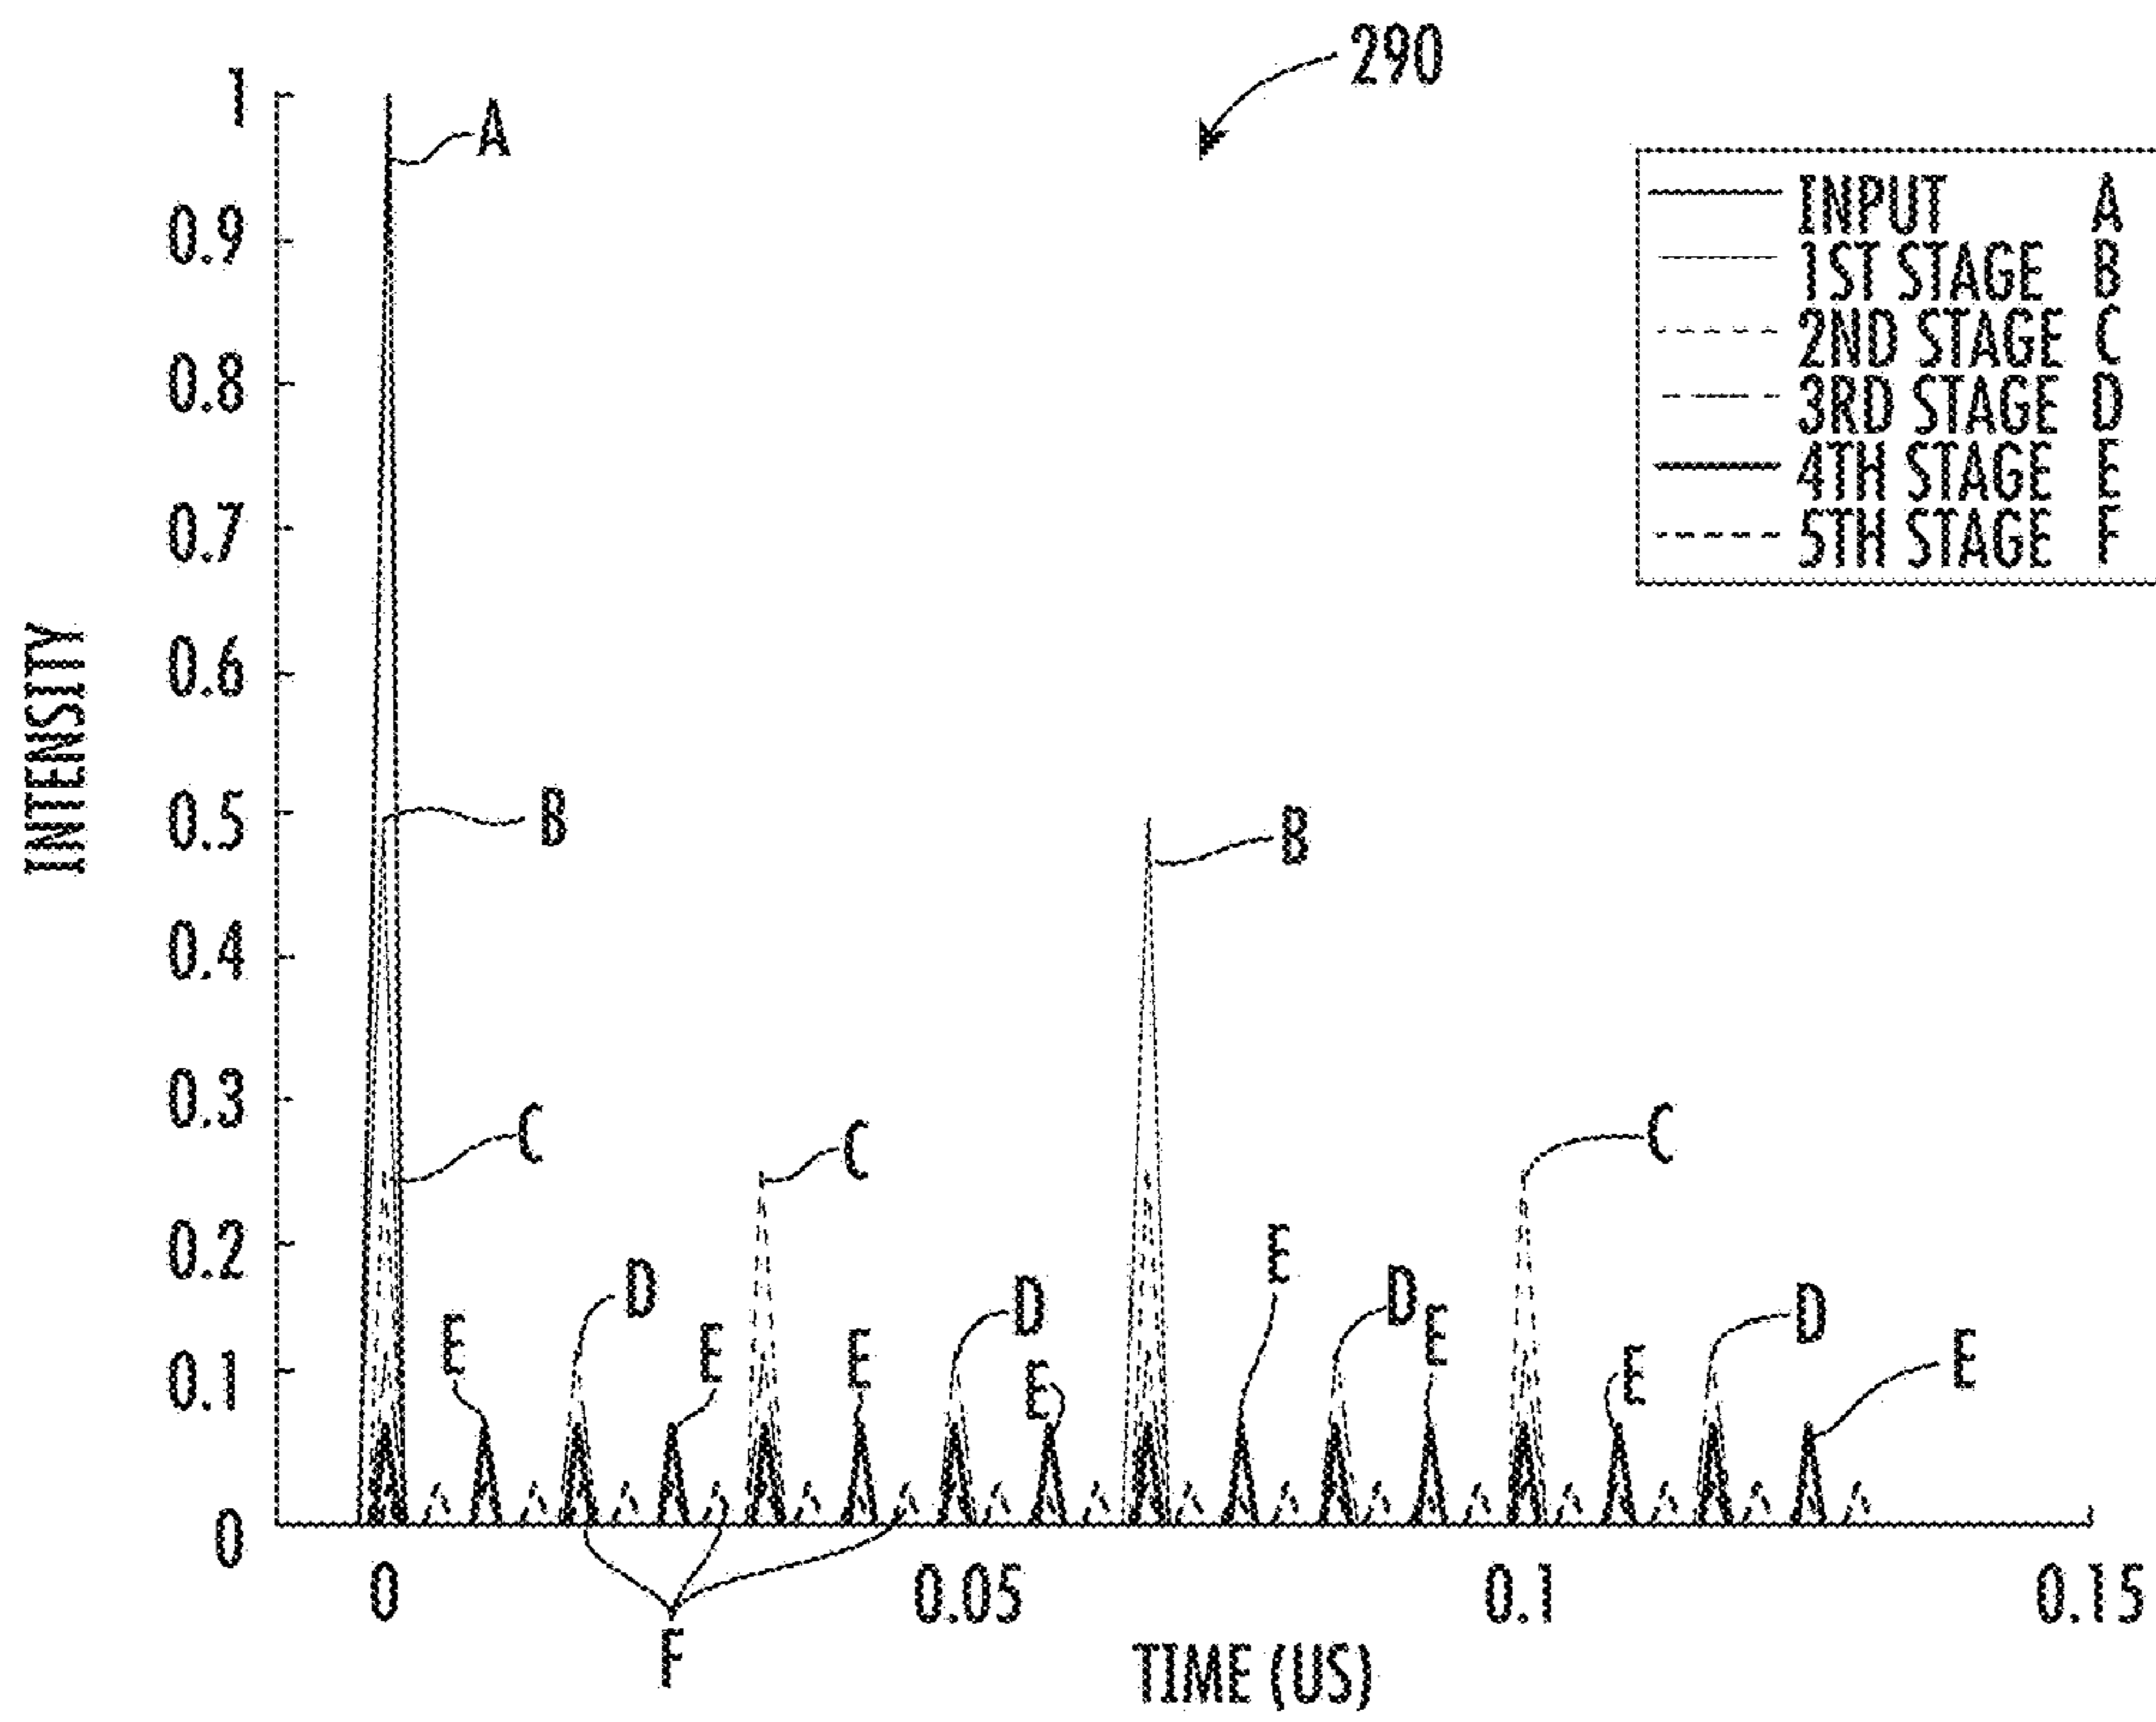 290
1
A
INPUT A
0.9
1ST STAGE B
2ND STAGE C
0.8
3RD STAGE D
4TH STAGE E
0.7
5TH STAGE F
0.6
INTENSITY
0.5
B
B
0.4
0.3
C
C
C
0.2
E
D
D
D
E
D
E
E
E
E
E
E
0.1
0
0
0.05
0.1
0.15
F
TIME (US)